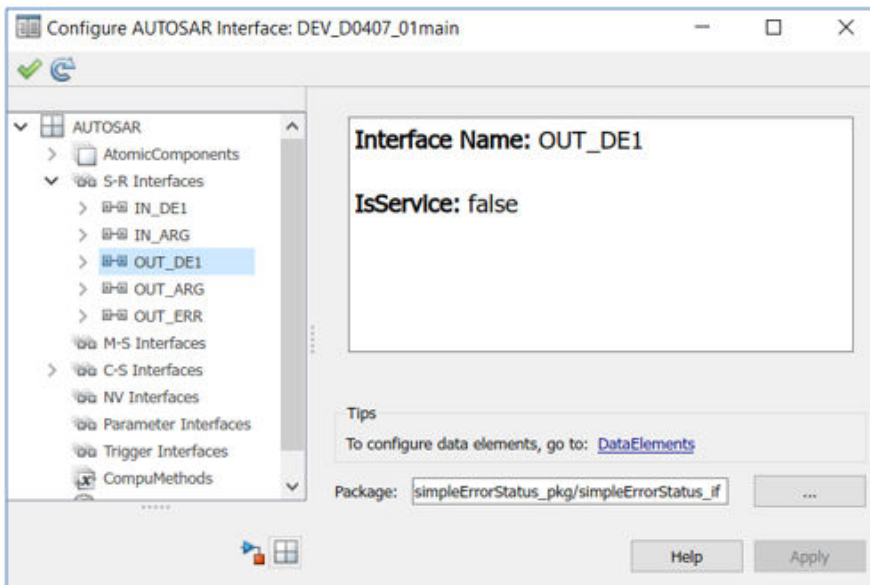 Configure AUTOSAR Interface: DEV_D0407_01main
AUTOSAR
AtomicComponents
S-R Interfaces
IN_DE1
IN_ARG
OUT_DE1
OUT_ARG
OUT_ERR
M-S Interfaces
C-S Interfaces
NV Interfaces
Parameter Interfaces
Trigger Interfaces
CompuMethods
Interface Name: OUT_DE1
IsService: false
Tips
To configure data elements, go to: DataElements
Package: simpleErrorStatus_pkg/simpleErrorStatus_if ...
Help Apply